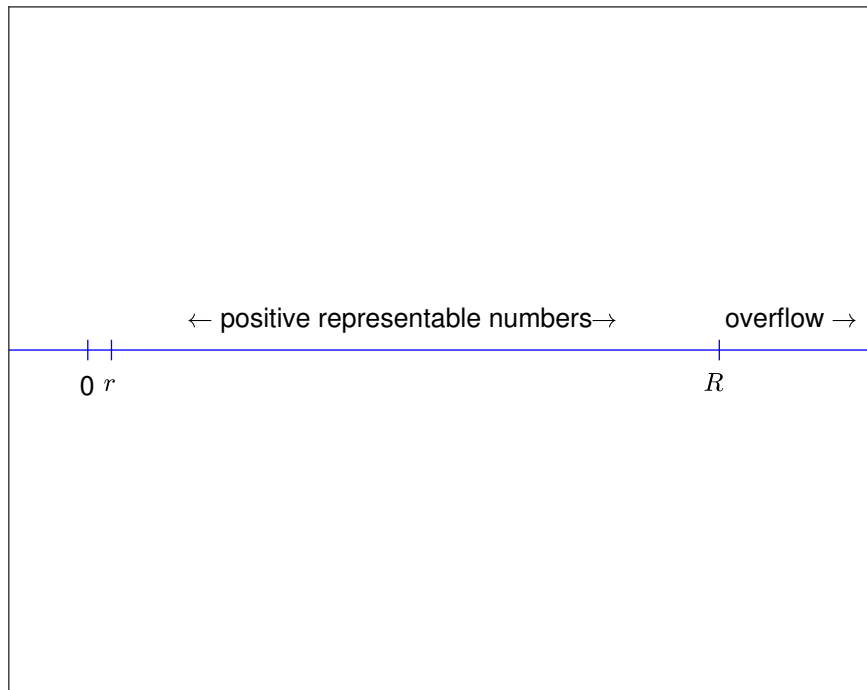 ← positive representable numbers→ overflow →
0 r R